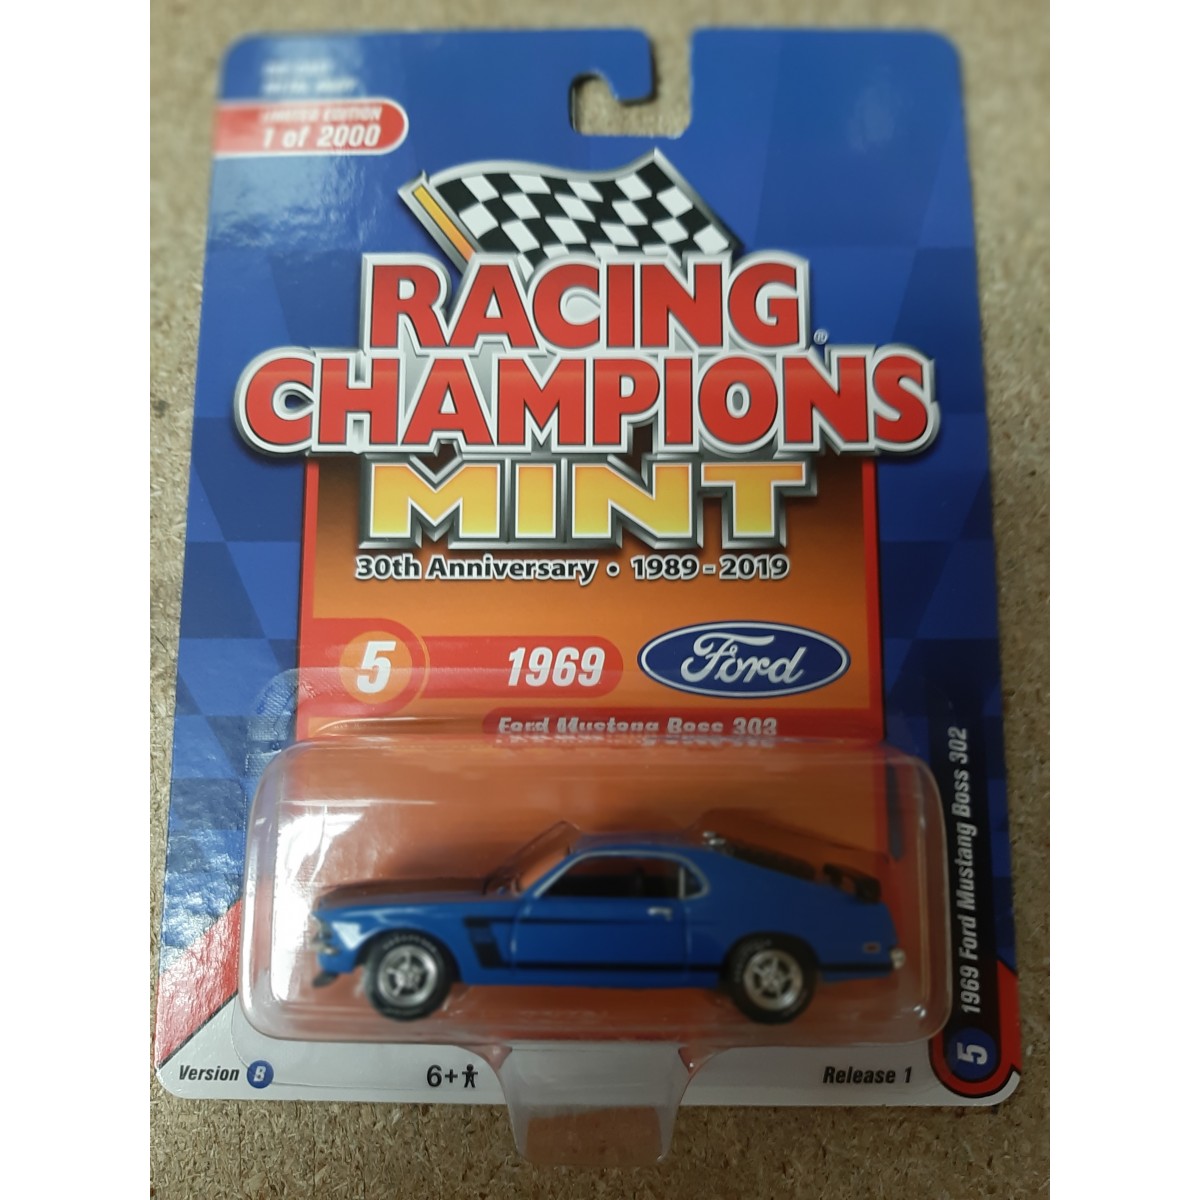 LIMITED EDITION
1 of 2000
RACING
CHAMPIONS®
MINT
30th Anniversary • 1989-2019
5
1969
Ford
Ford Mustang Boss 302
1969 Ford Mustang Boss 302
5
Version B
6+
Release 1